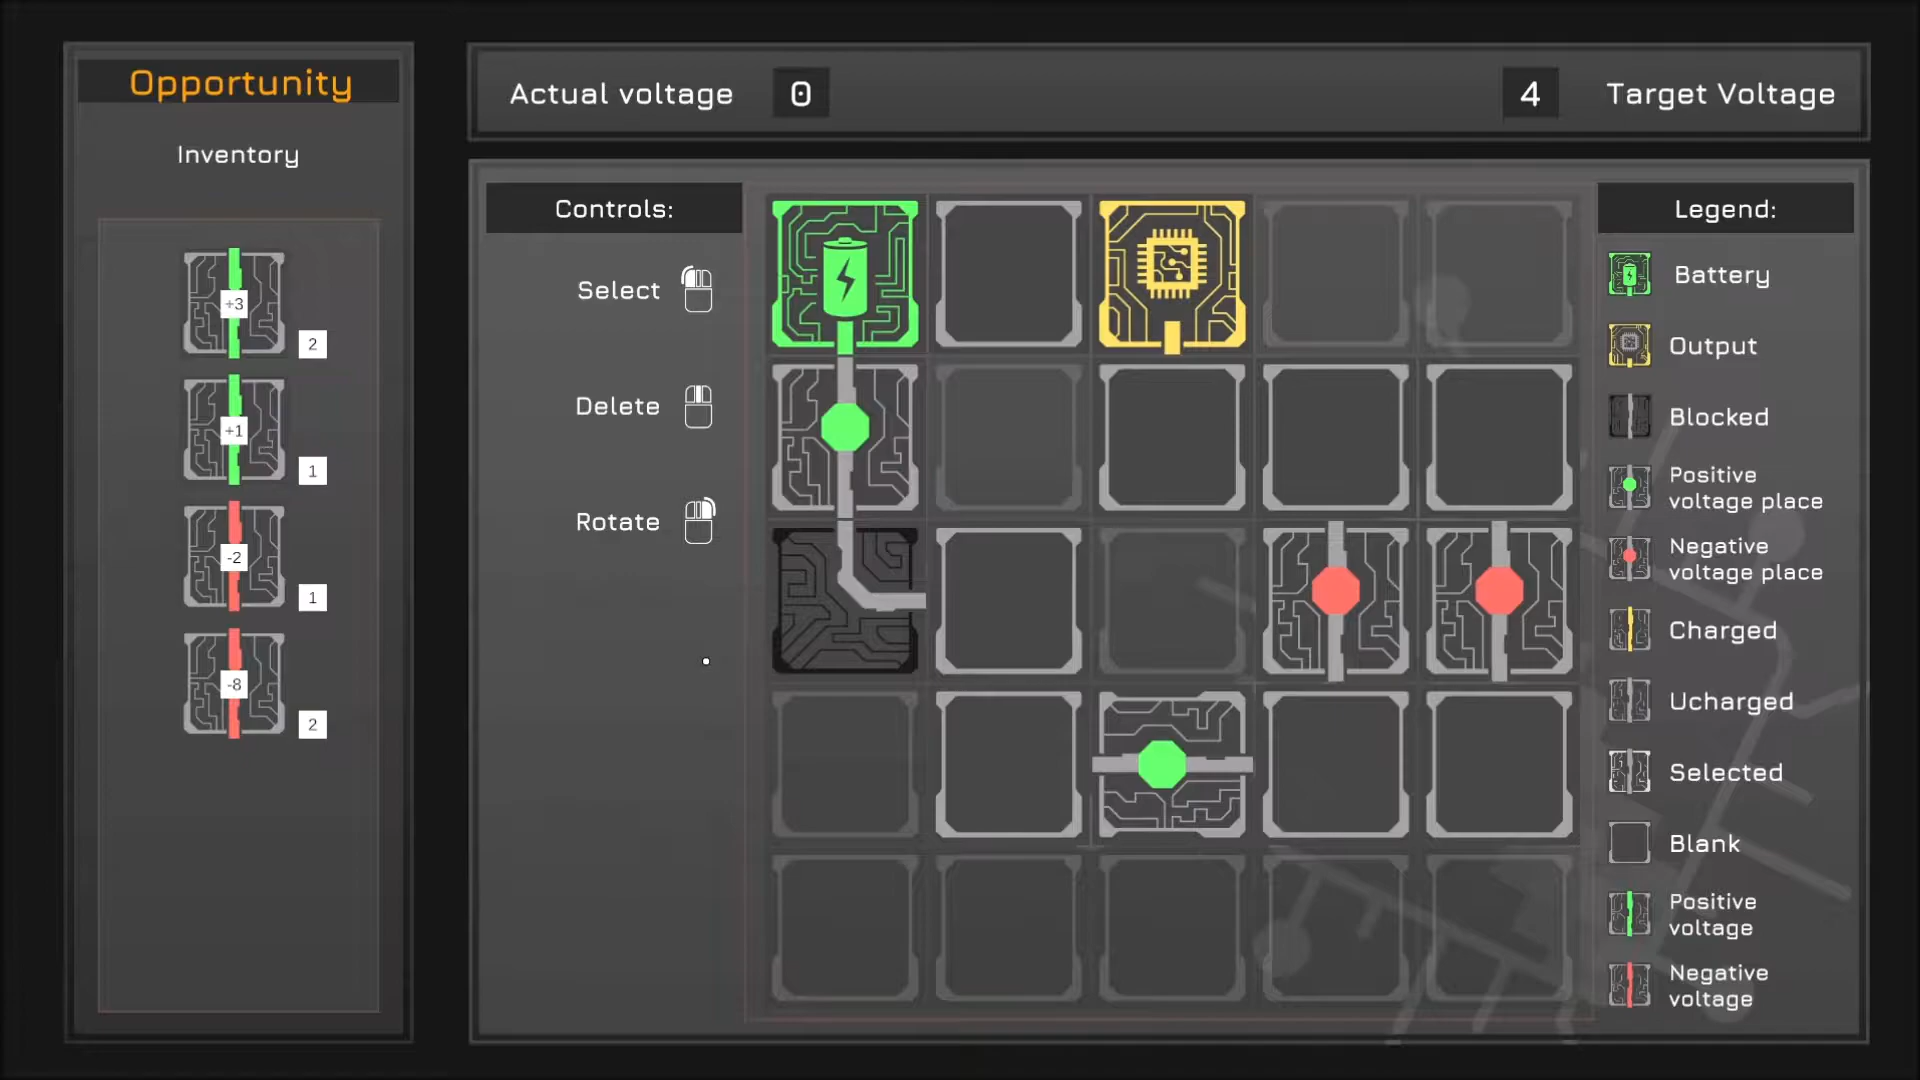 Opportunity
Inventory
+3
2
+1
1
-2
1
-8
2
Actual voltage
0
4
Target Voltage
Controls:
Select
Delete
Rotate
Legend:
Battery
Output
Blocked
Positive
voltage place
Negative
voltage place
Charged
Ucharged
Selected
Blank
Positive
voltage
Negative
voltage